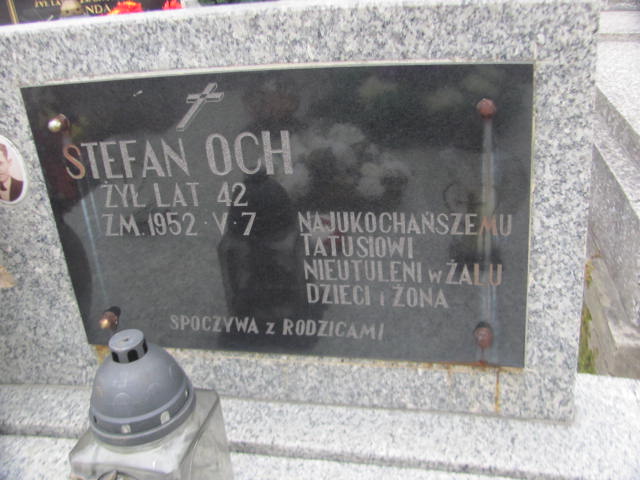 STEFAN OCH
ŻYŁ LAT 42
ZM. 1952·V·7
NAJUKOCHAŃSZEMU
TATUSIOWI
NIEUTULENI w ŻALU
DZIECI i ŻONA
SPOCZYWA z RODZICAMI